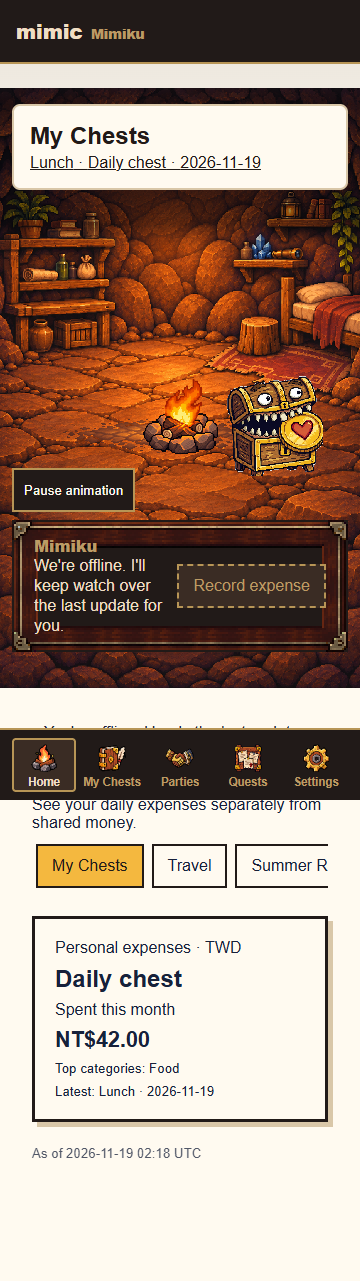 mimic Mimiku
My Chests
Lunch · Daily chest · 2026-11-19
Pause animation
Mimiku
We're offline. I'll
keep watch over
the last update for
you.
Record expense
Home
My Chests
Parties
Quests
Settings
See your daily expenses separately from
shared money.
My Chests
Travel
Summer R
Personal expenses · TWD
Daily chest
Spent this month
NT$42.00
Top categories: Food
Latest: Lunch · 2026-11-19
As of 2026-11-19 02:18 UTC